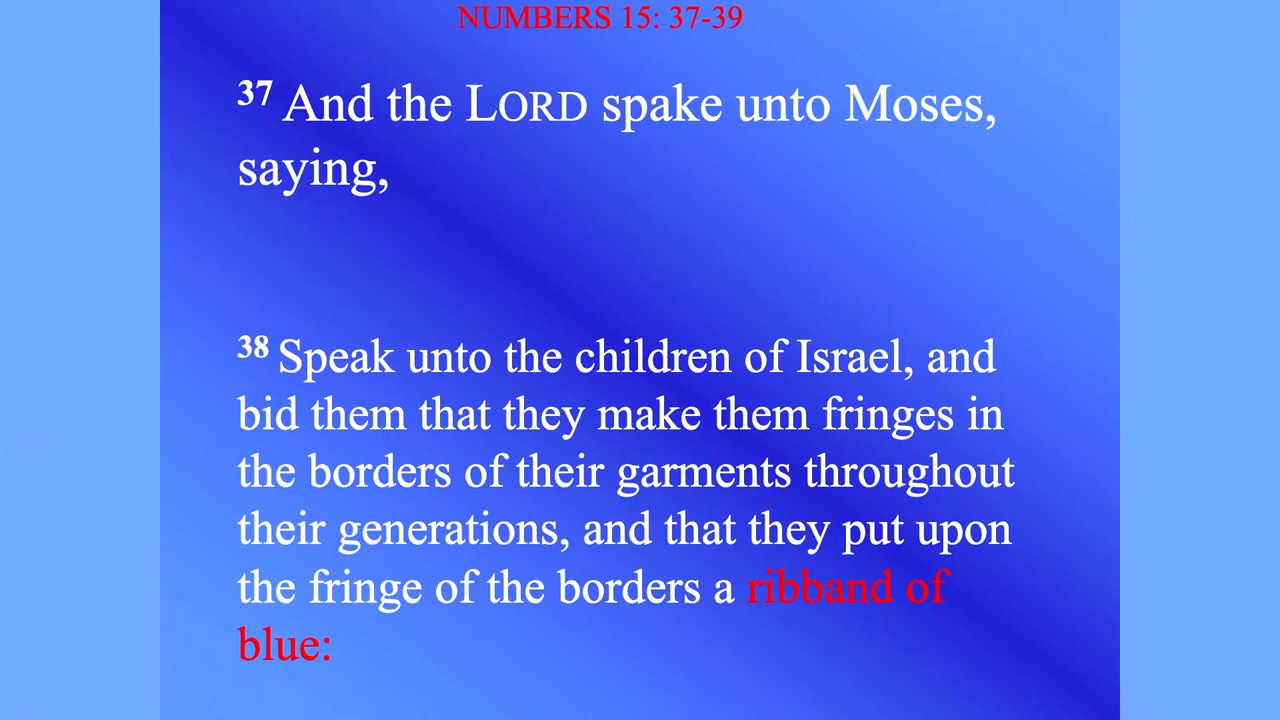 NUMBERS 15: 37-39
37 And the LORD spake unto Moses,
saying,
38 Speak unto the children of Israel, and
bid them that they make them fringes in
the borders of their garments throughout
their generations, and that they put upon
the fringe of the borders a ribband of
blue: